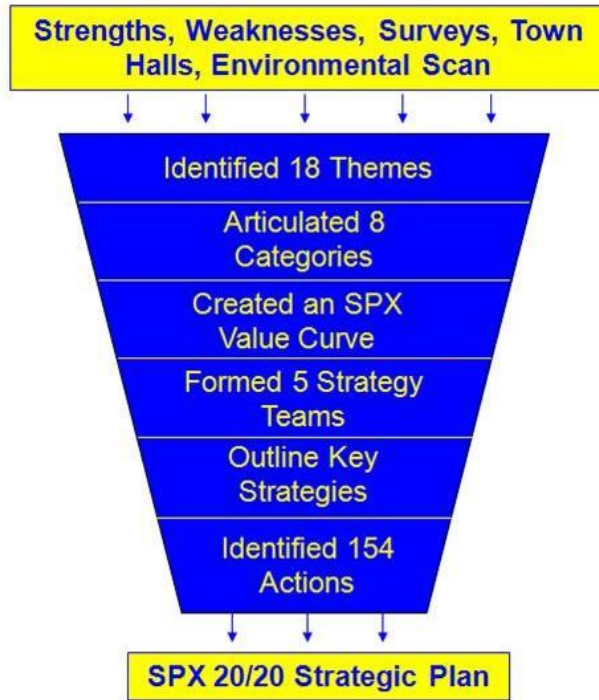 Strengths, Weaknesses, Surveys, Town
Halls, Environmental Scan
Identified 18 Themes
Articulated 8
Categories
Created an SPX
Value Curve
Formed 5 Strategy
Teams
Outline Key
Strategies
Identified 154
Actions
SPX 20/20 Strategic Plan